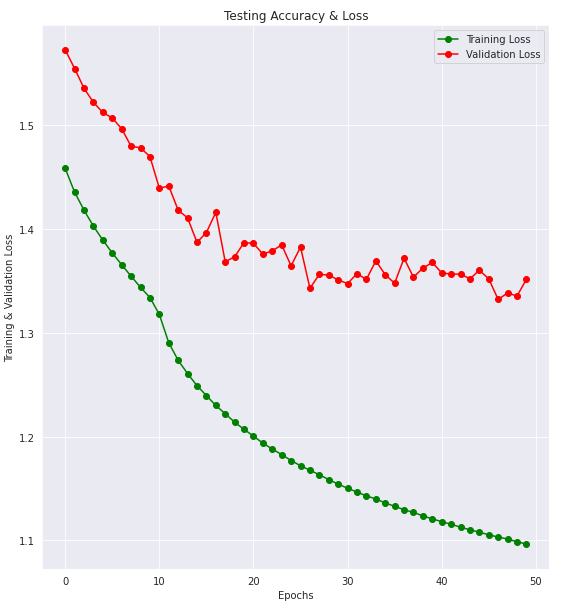 Testing Accuracy & Loss
Training Loss
Validation Loss
Training & Validation Loss
1.5
1.4
1.3
1.2
1.1
0
10
20
30
40
50
Epochs